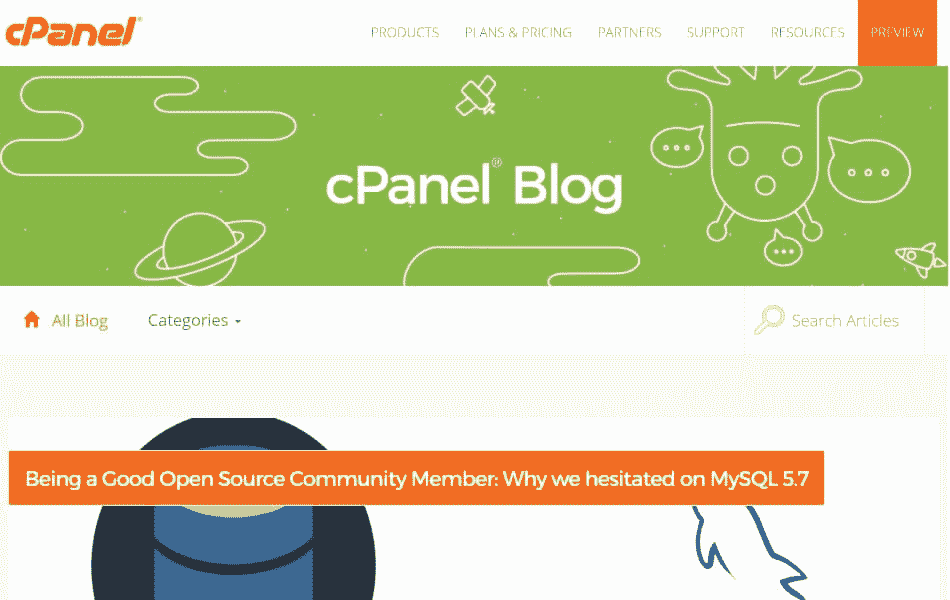 cPanel®
PRODUCTS PLANS & PRICING PARTNERS SUPPORT RESOURCES PREVIEW
cPanel® Blog
All Blog Categories Search Articles
Being a Good Open Source Community Member: Why we hesitated on MySQL 5.7